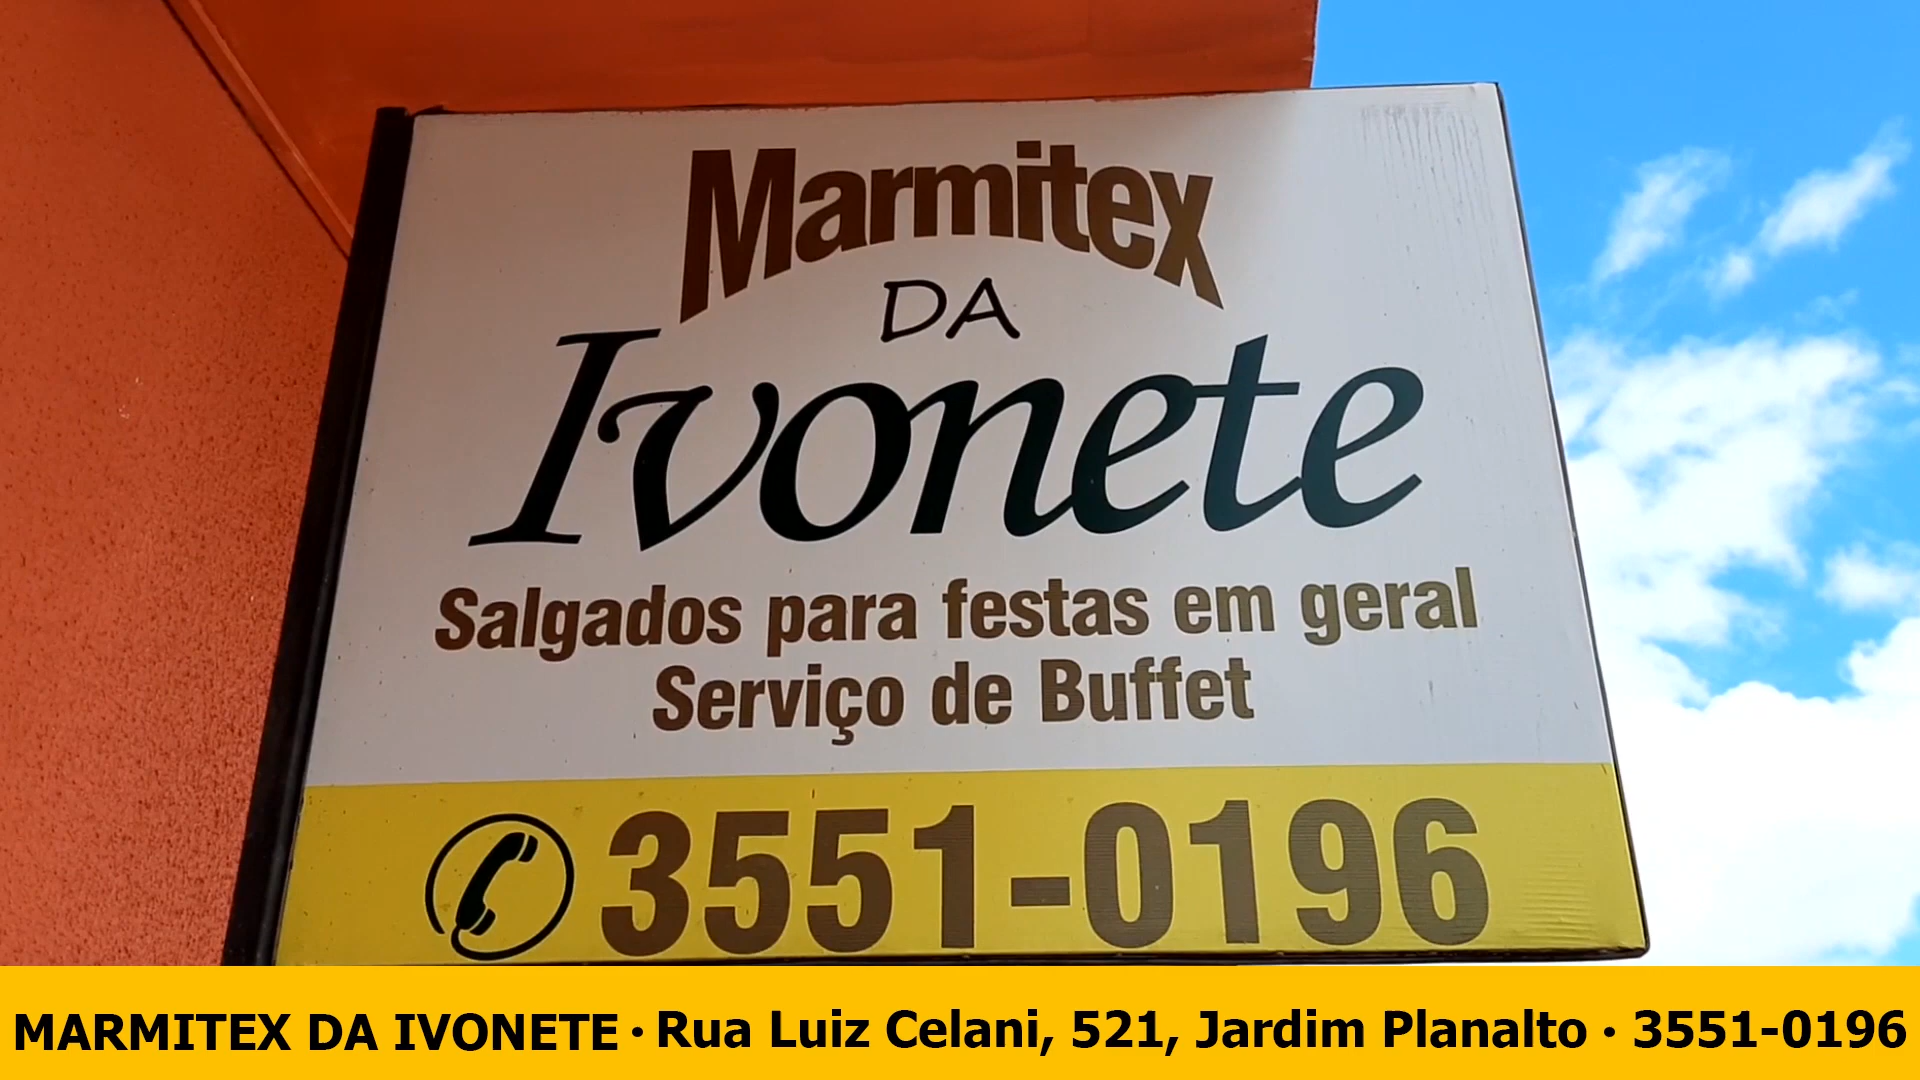 Marmitex
DA
Ivonete
Salgados para festas em geral
Serviço de Buffet
3551-0196
MARMITEX DA IVONETE • Rua Luiz Celani, 521, Jardim Planalto • 3551-0196